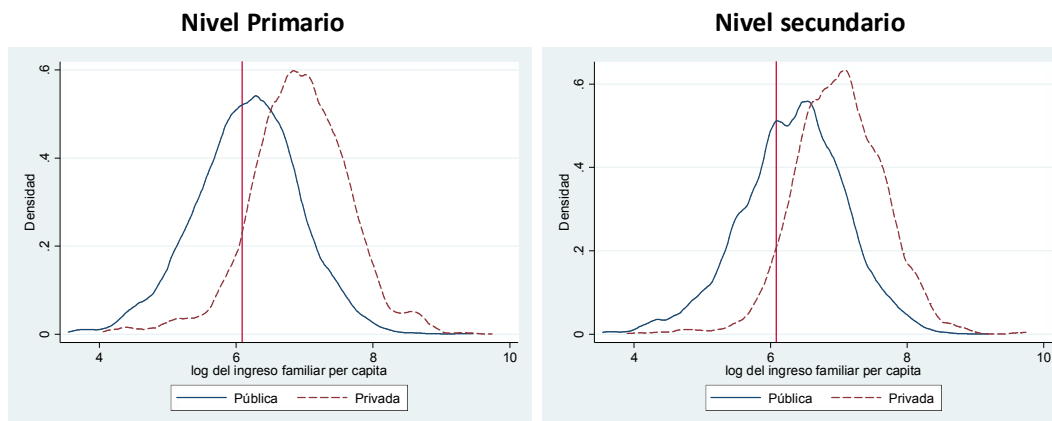 Nivel Primario
Densidad
0 .2 .4 .6
4 6 8 10
log del ingreso familiar per capita
Pública Privada
Nivel secundario
Densidad
0 .2 .4 .6
4 6 8 10
log del ingreso familiar per capita
Pública Privada